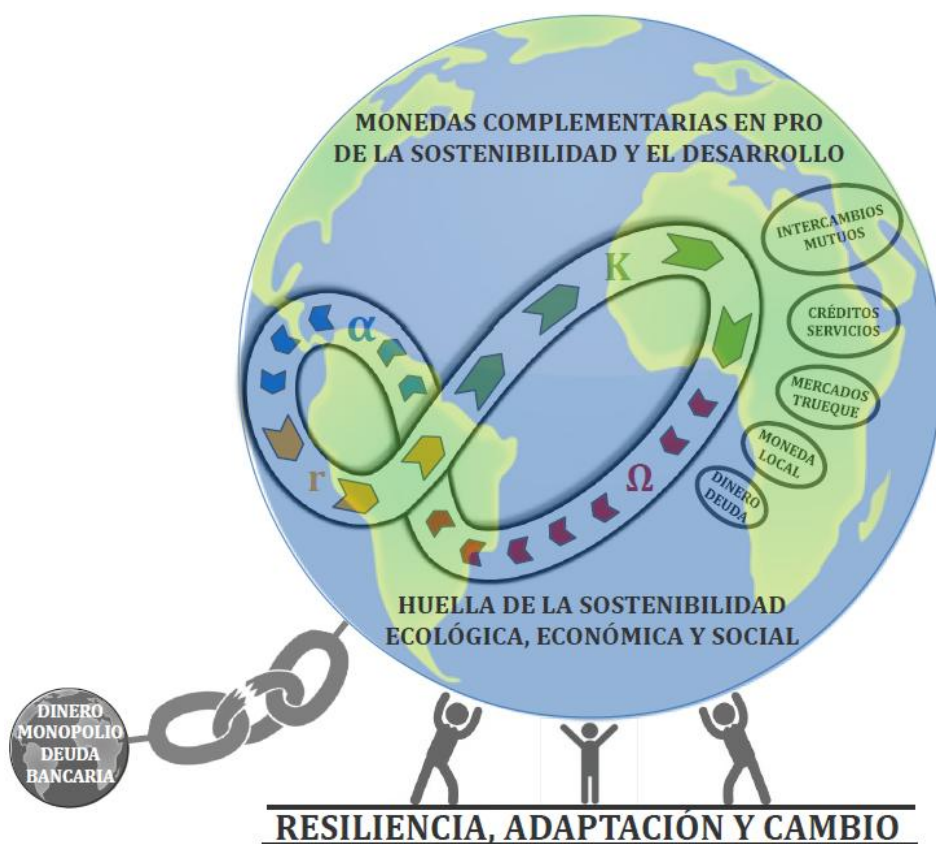 MONEDAS COMPLEMENTARIAS EN PRO
DE LA SOSTENIBILIDAD Y EL DESARROLLO
INTERCAMBIOS
MUTUOS
CRÉDITOS
SERVICIOS
MERCADOS
TRUEQUE
MONEDA
LOCAL
DINERO
DEUDA
α
r
K
Ω
HUELLA DE LA SOSTENIBILIDAD
ECOLÓGICA, ECONÓMICA Y SOCIAL
DINERO
MONOPOLIO
DEUDA
BANCARIA
RESILIENCIA, ADAPTACIÓN Y CAMBIO